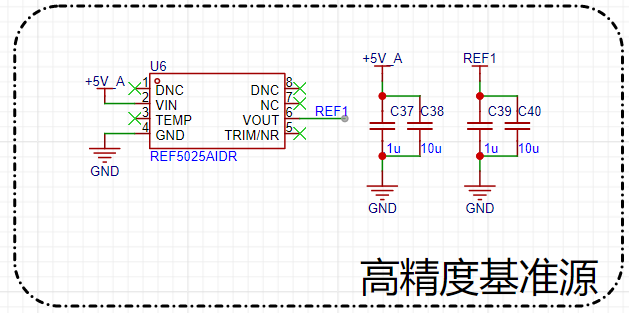 U6
+5V_A
1 DNC DNC 8
2 VIN NC 7
3 TEMP VOUT 6 REF1
4 GND TRIM/NR 5
GND
REF5025AIDR
+5V_A REF1
C37 C38 C39 C40
1u 10u 1u 10u
GND GND
高精度基准源